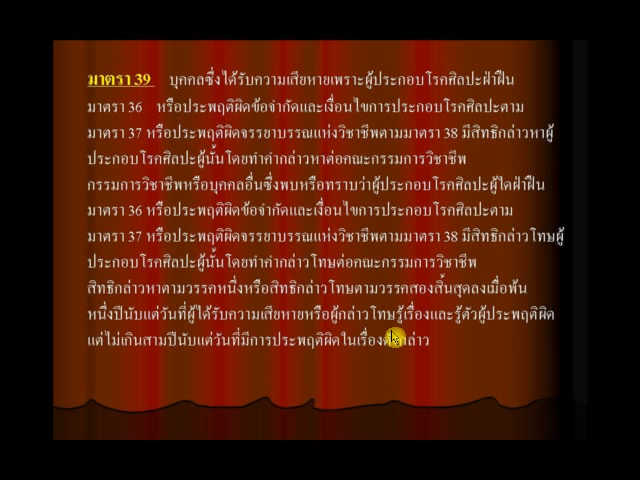 มาตรา 39 บุคคลซึ่งได้รับความเสียหายเพราะผู้ประกอบโรคศิลปะฝ่าฝืน
มาตรา 36 หรือประพฤติผิดข้อจำกัดและเงื่อนไขการประกอบโรคศิลปะตาม
มาตรา 37 หรือประพฤติผิดจรรยาบรรณแห่งวิชาชีพตามมาตรา 38 มีสิทธิกล่าวหาผู้
ประกอบโรคศิลปะผู้นั้นโดยทำคำกล่าวหาต่อคณะกรรมการวิชาชีพ
กรรมการวิชาชีพหรือบุคคลอื่นซึ่งพบหรือทราบว่าผู้ประกอบโรคศิลปะผู้ใดฝ่าฝืน
มาตรา 36 หรือประพฤติผิดข้อจำกัดและเงื่อนไขการประกอบโรคศิลปะตาม
มาตรา 37 หรือประพฤติผิดจรรยาบรรณแห่งวิชาชีพตามมาตรา 38 มีสิทธิกล่าวโทษผู้
ประกอบโรคศิลปะผู้นั้นโดยทำคำกล่าวโทษต่อคณะกรรมการวิชาชีพ
สิทธิกล่าวหาตามวรรคหนึ่งหรือสิทธิกล่าวโทษตามวรรคสองสิ้นสุดลงเมื่อพ้น
หนึ่งปีนับแต่วันที่ผู้ได้รับความเสียหายหรือผู้กล่าวโทษรู้เรื่องและรู้ตัวผู้ประพฤติผิด
แต่ไม่เกินสามปีนับแต่วันที่มีการประพฤติผิดในเรื่องดังกล่าว